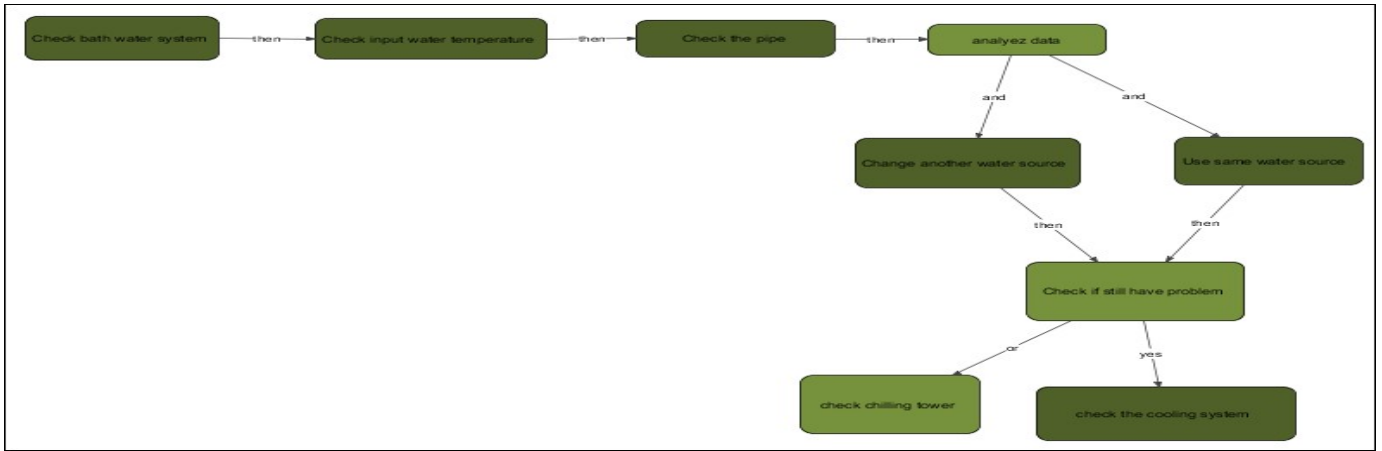 Check bath water system
then
Check input water temperature
then
Check the pipe
then
analyez data
and
and
Change another water source
Use same water source
then
then
Check if still have problem
or
yes
check chilling tower
check the cooling system